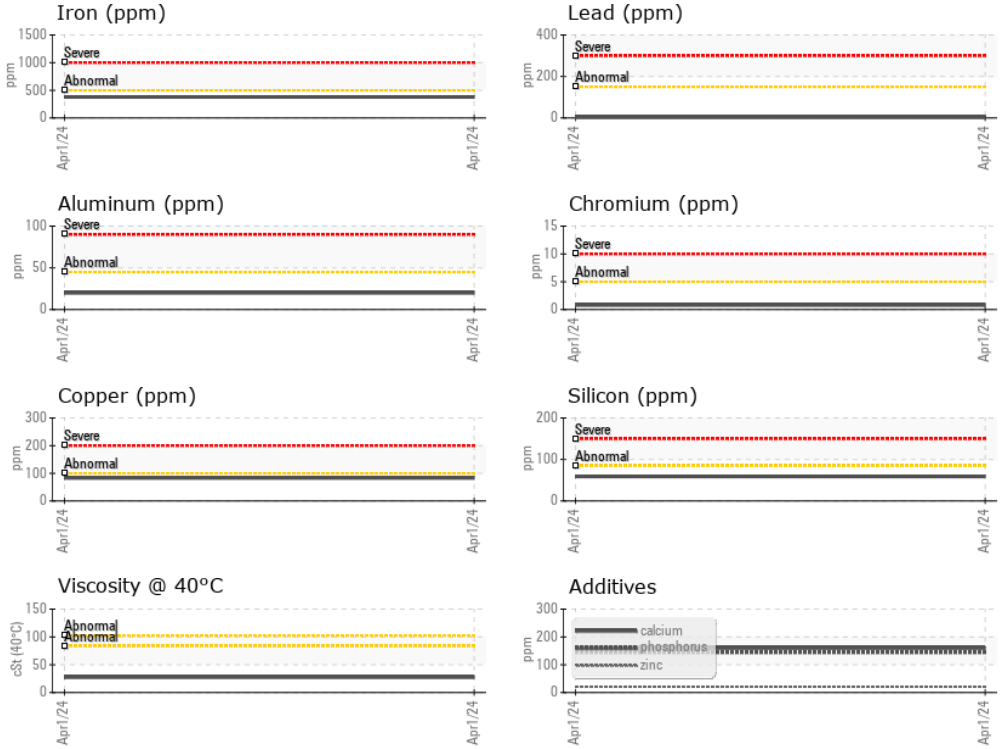 Iron (ppm)
1500
1000
500
0
ppm
Severe
Abnormal
Apr1/24
Apr1/24
Lead (ppm)
400
200
0
ppm
Severe
Abnormal
Apr1/24
Apr1/24
Aluminum (ppm)
100
50
0
ppm
Severe
Abnormal
Apr1/24
Apr1/24
Chromium (ppm)
15
10
5
0
ppm
Severe
Abnormal
Apr1/24
Apr1/24
Copper (ppm)
300
200
100
0
ppm
Severe
Abnormal
Apr1/24
Apr1/24
Silicon (ppm)
200
100
0
ppm
Severe
Abnormal
Apr1/24
Apr1/24
Viscosity @ 40°C
150
100
50
0
cSt (40°C)
Abnormal
Abnormal
Apr1/24
Apr1/24
Additives
300
200
100
0
ppm
calcium
phosphorus
zinc
Apr1/24
Apr1/24